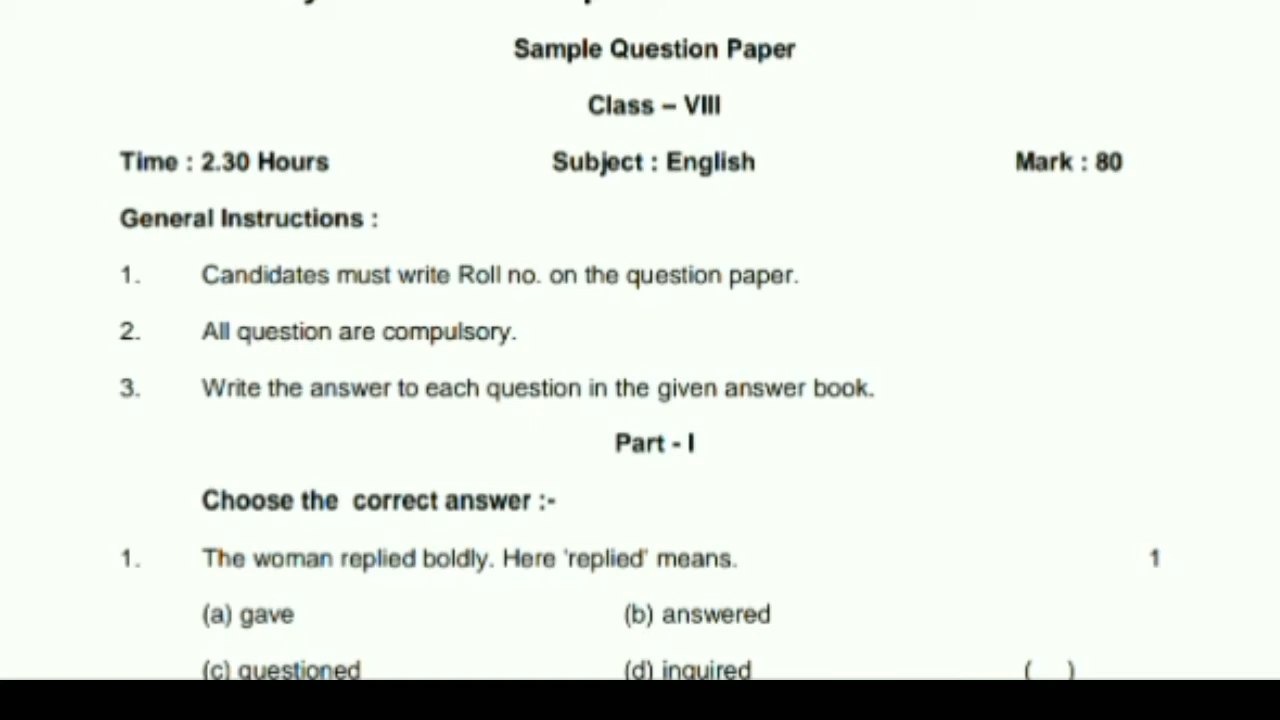 Sample Question Paper
Class – VIII
Time : 2.30 Hours Subject : English Mark : 80
General Instructions :
1. Candidates must write Roll no. on the question paper.
2. All question are compulsory.
3. Write the answer to each question in the given answer book.
Part - I
Choose the correct answer :-
1. The woman replied boldly. Here 'replied' means. 1
(a) gave (b) answered
(c) questioned (d) inquired ( )